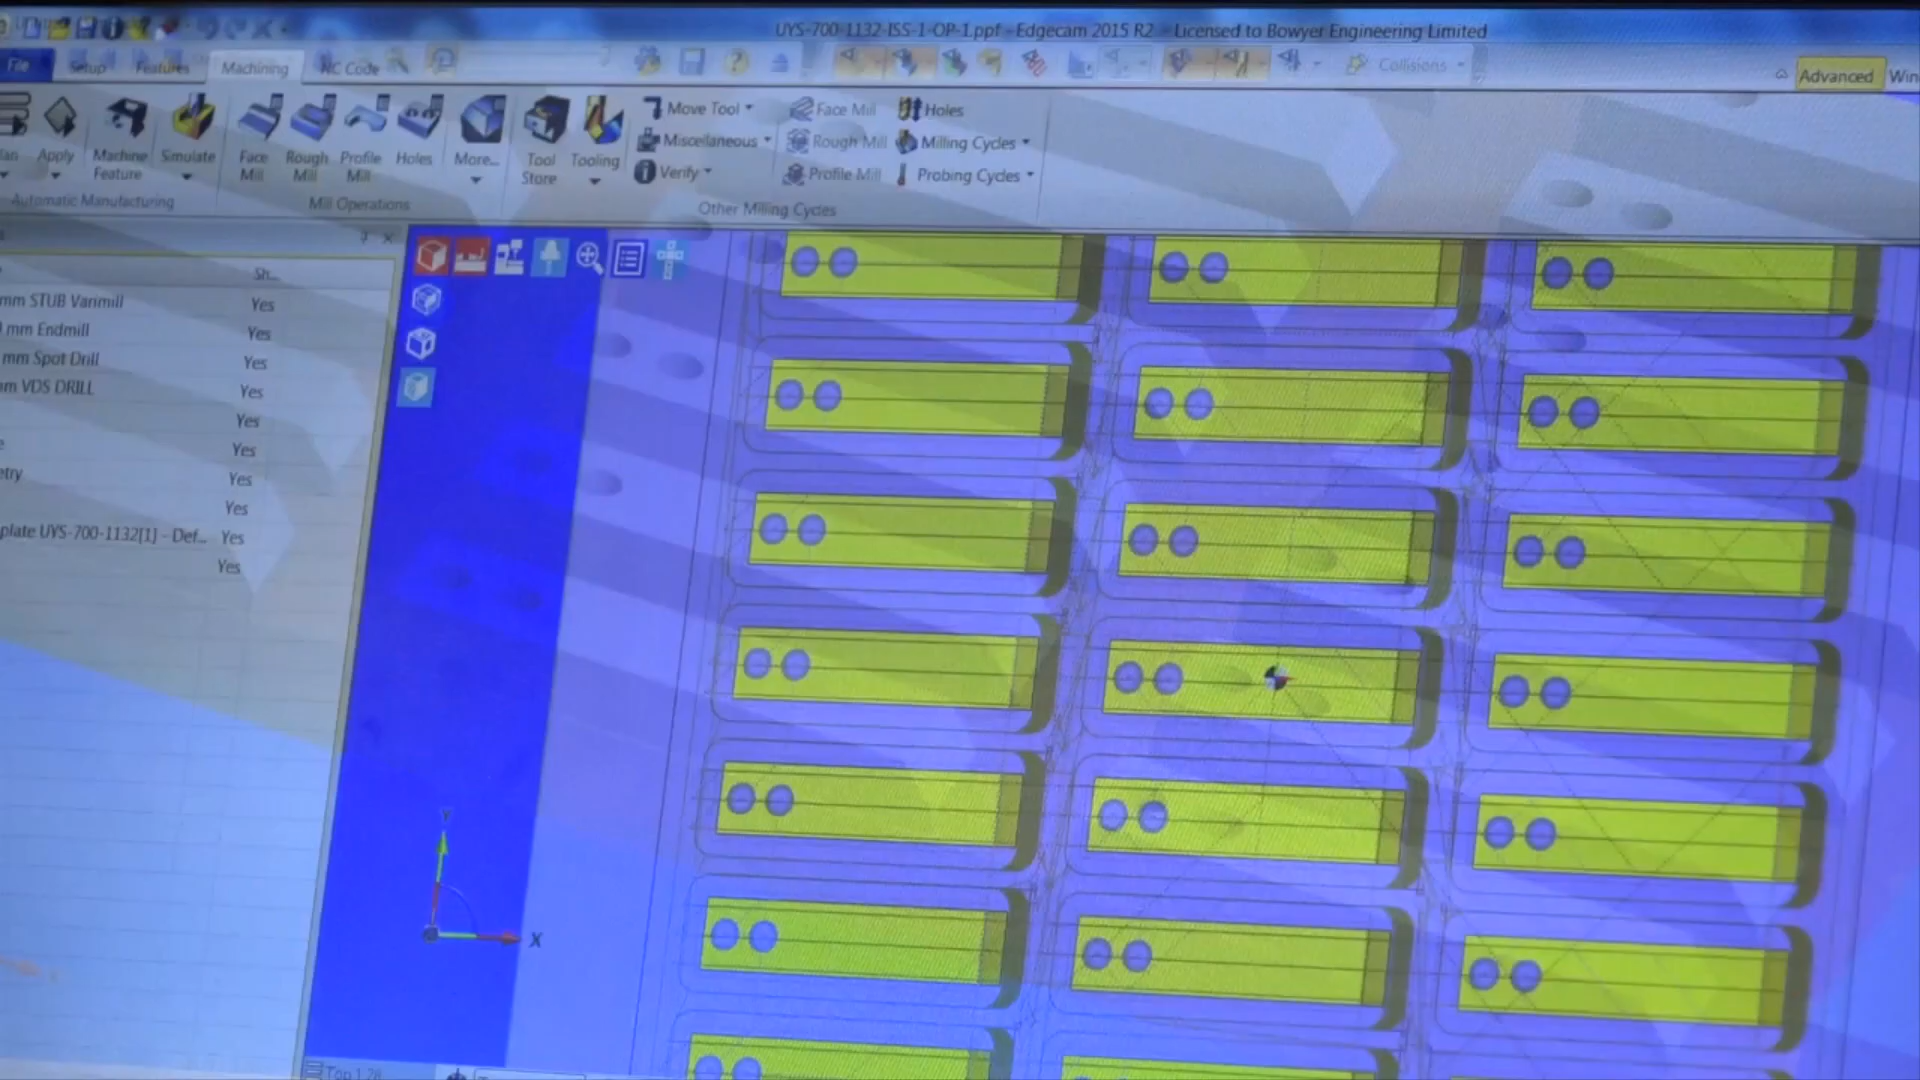 UYS-700-1132-ISS-1-OP-1.ppf - Edgecam 2015 R2 - Licensed to Bowyer Engineering Limited
File Setup Features Machining NC Code Collisions Advanced
Apply Machine Feature Simulate Face Mill Rough Mill Profile Mill Holes More... Tool Store Tooling
Move Tool Face Mill Holes
Miscellaneous Rough Mill Milling Cycles
Verify Profile Mill Probing Cycles
Automatic Manufacturing Mill Operations Other Milling Cycles
Sh...
mm STUB Varimill Yes
mm Endmill Yes
mm Spot Drill Yes
VDS DRILL Yes
Yes
Yes
Yes
Yes
plate UYS-700-1132[1] - Def... Yes
Yes
Y
X